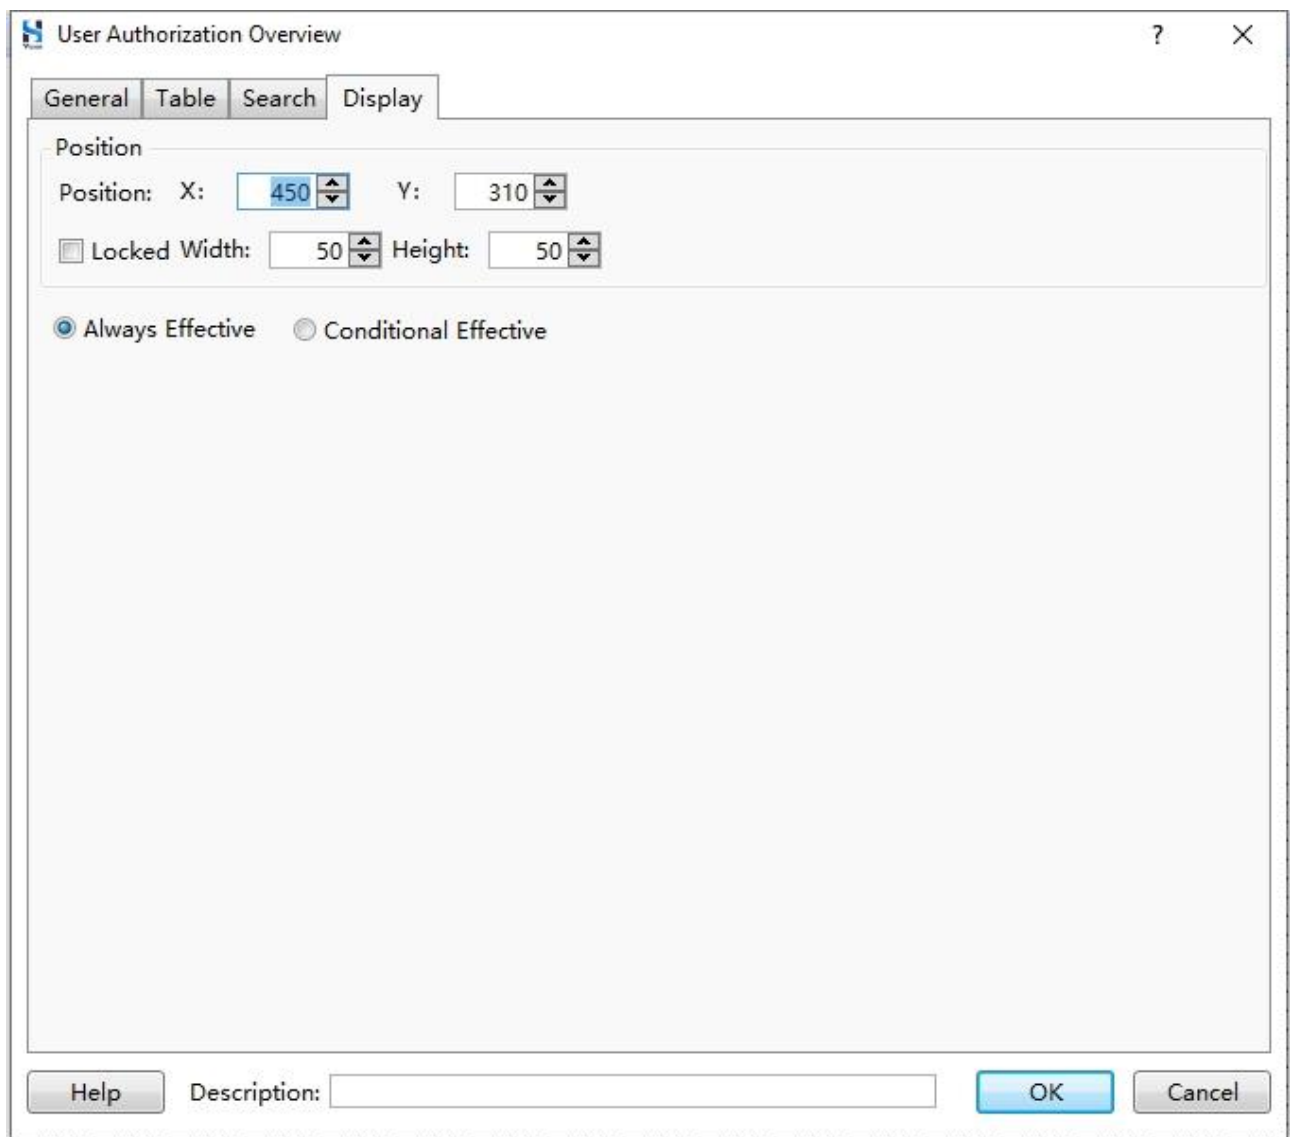 User Authorization Overview ?
General Table Search Display
Position
Position: X: 450 Y: 310
Locked Width: 50 Height: 50
Always Effective Conditional Effective
Help Description: OK Cancel